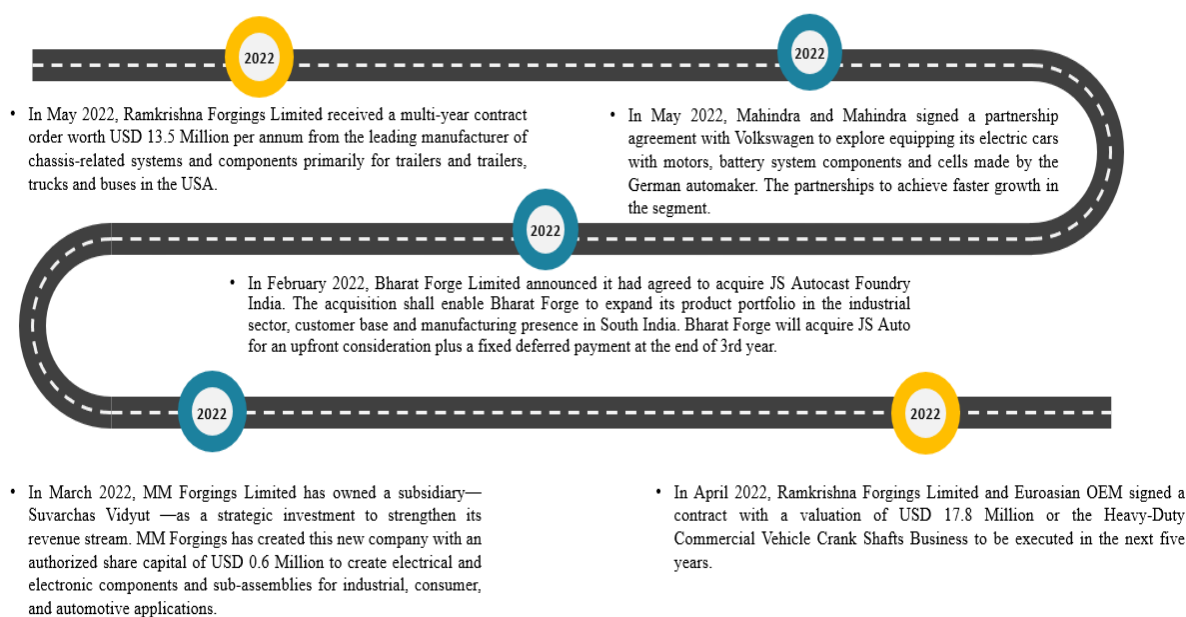 2022
2022
• In May 2022, Ramkrishna Forgings Limited received a multi-year contract
order worth USD 13.5 Million per annum from the leading manufacturer of
chassis-related systems and components primarily for trailers and trailers,
trucks and buses in the USA.
• In May 2022, Mahindra and Mahindra signed a partnership
agreement with Volkswagen to explore equipping its electric cars
with motors, battery system components and cells made by the
German automaker. The partnerships to achieve faster growth in
the segment.
2022
• In February 2022, Bharat Forge Limited announced it had agreed to acquire JS Autocast Foundry
India. The acquisition shall enable Bharat Forge to expand its product portfolio in the industrial
sector, customer base and manufacturing presence in South India. Bharat Forge will acquire JS Auto
for an upfront consideration plus a fixed deferred payment at the end of 3rd year.
2022
2022
• In March 2022, MM Forgings Limited has owned a subsidiary—
Suvarchas Vidyut —as a strategic investment to strengthen its
revenue stream. MM Forgings has created this new company with an
authorized share capital of USD 0.6 Million to create electrical and
electronic components and sub-assemblies for industrial, consumer,
and automotive applications.
• In April 2022, Ramkrishna Forgings Limited and Euroasian OEM signed a
contract with a valuation of USD 17.8 Million or the Heavy-Duty
Commercial Vehicle Crank Shafts Business to be executed in the next five
years.